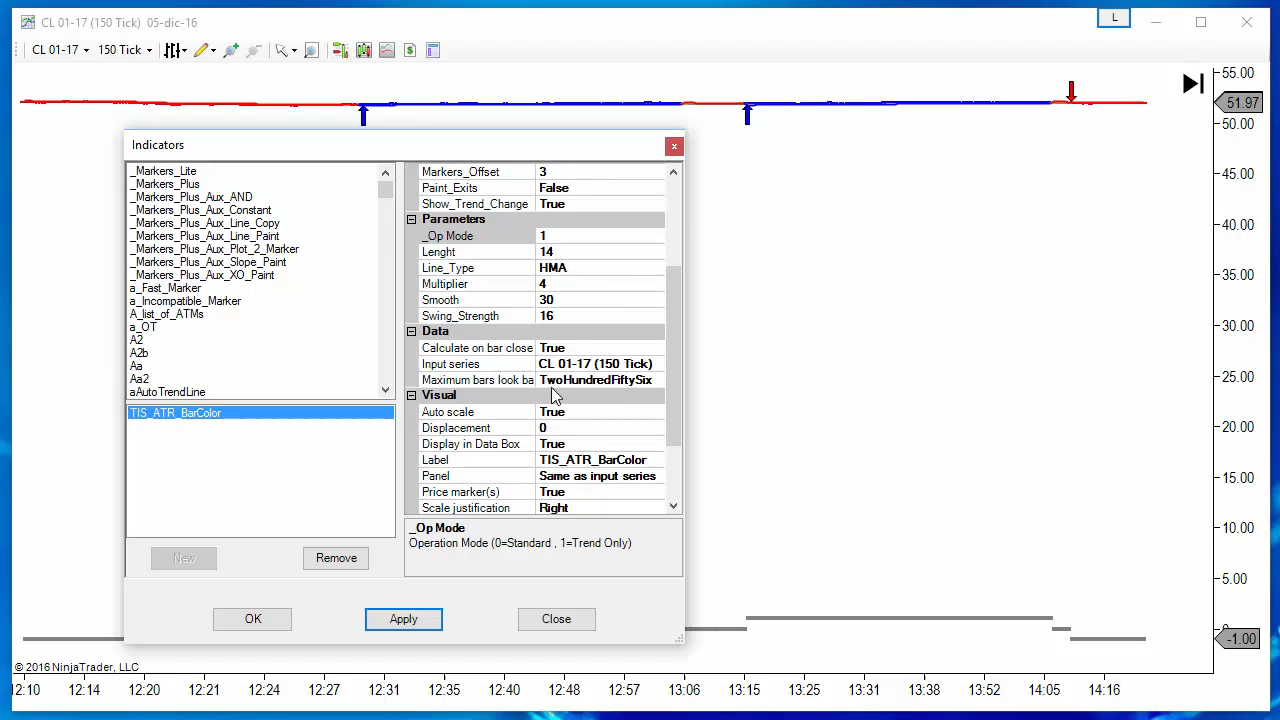 CL 01-17 (150 Tick) 05-dic-16
L
CL 01-17
150 Tick
$
55.00
51.97
50.00
45.00
40.00
35.00
30.00
25.00
20.00
15.00
10.00
5.00
-1.00
Indicators
x
_Markers_Lite
_Markers_Plus
_Markers_Plus_Aux_AND
_Markers_Plus_Aux_Constant
_Markers_Plus_Aux_Line_Copy
_Markers_Plus_Aux_Line_Paint
_Markers_Plus_Aux_Plot_2_Marker
_Markers_Plus_Aux_Slope_Paint
_Markers_Plus_Aux_XO_Paint
a_Fast_Marker
a_Incompatible_Marker
A_list_of_ATMs
a_OT
A2
A2b
Aa
Aa2
aAutoTrendLine
TIS_ATR_BarColor
New
Remove
Markers_Offset 3
Paint_Exits False
Show_Trend_Change True
Parameters
_Op Mode 1
Lenght 14
Line_Type HMA
Multiplier 4
Smooth 30
Swing_Strength 16
Data
Calculate on bar close True
Input series CL 01-17 (150 Tick)
Maximum bars look ba TwoHundredFiftySix
Visual
Auto scale True
Displacement 0
Display in Data Box True
Label TIS_ATR_BarColor
Panel Same as input series
Price marker(s) True
Scale justification Right
_Op Mode
Operation Mode (0=Standard , 1=Trend Only)
OK
Apply
Close
© 2016 NinjaTrader, LLC
12:10 12:14 12:20 12:21 12:24 12:27 12:31 12:35 12:40 12:48 12:57 13:06 13:15 13:25 13:31 13:43 13:52 14:05 14:16